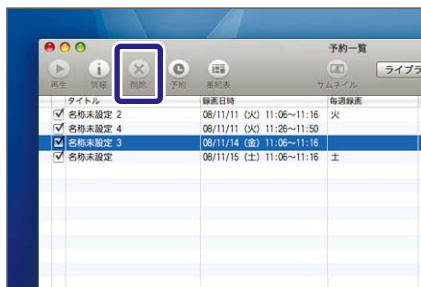 予約一覧
再生 情報 削除 予約 番組表 サムネイル ライブラ
タイトル 録画日時 毎週録画
名称未設定 2 08/11/11 (火) 11:06〜11:16 火
名称未設定 4 08/11/11 (火) 11:26〜11:50
名称未設定 3 08/11/14 (金) 11:06〜11:16
名称未設定 08/11/15 (土) 11:06〜11:16 土